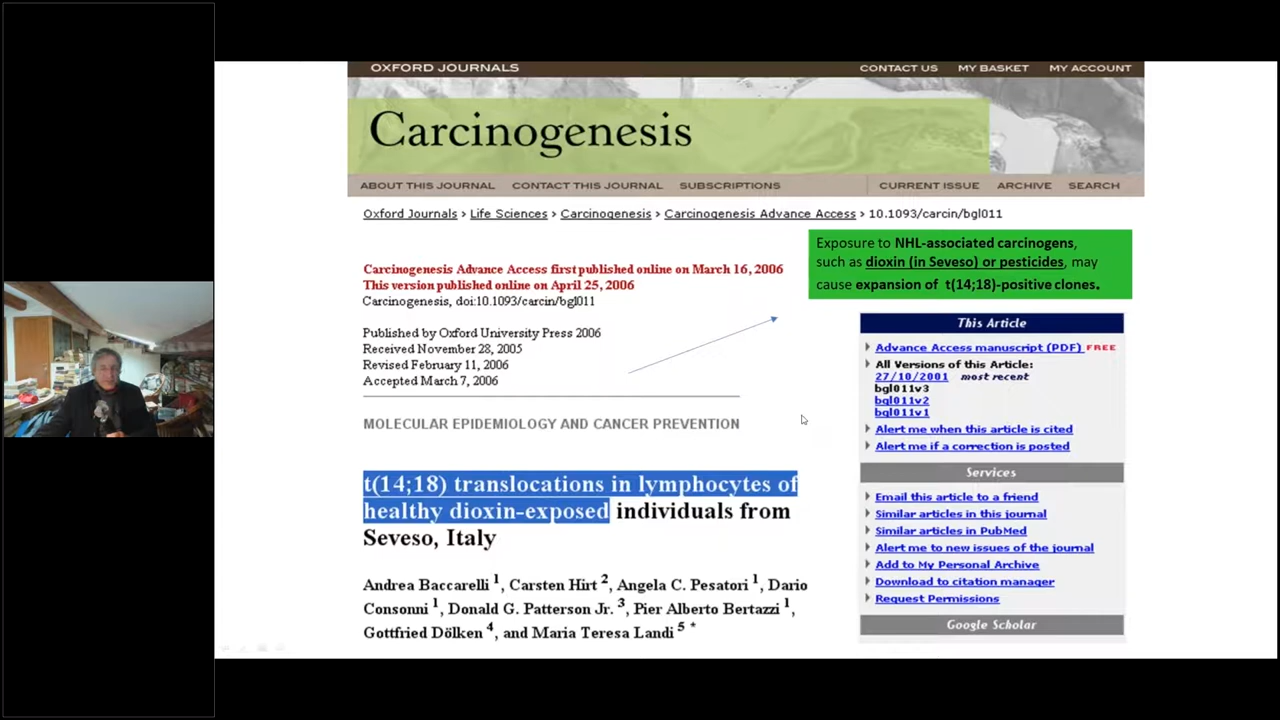 OXFORD JOURNALS
CONTACT US MY BASKET MY ACCOUNT
Carcinogenesis
ABOUT THIS JOURNAL CONTACT THIS JOURNAL SUBSCRIPTIONS CURRENT ISSUE ARCHIVE SEARCH
Oxford Journals > Life Sciences > Carcinogenesis > Carcinogenesis Advance Access > 10.1093/carcin/bgl011
Exposure to NHL-associated carcinogens,
such as dioxin (in Seveso) or pesticides, may
cause expansion of t(14;18)-positive clones.
Carcinogenesis Advance Access first published online on March 16, 2006
This version published online on April 25, 2006
Carcinogenesis, doi:10.1093/carcin/bgl011
Published by Oxford University Press 2006
Received November 28, 2005
Revised February 11, 2006
Accepted March 7, 2006
MOLECULAR EPIDEMIOLOGY AND CANCER PREVENTION
t(14;18) translocations in lymphocytes of
healthy dioxin-exposed individuals from
Seveso, Italy
Andrea Baccarelli 1, Carsten Hirt 2, Angela C. Pesatori 1, Dario
Consonni 1, Donald G. Patterson Jr. 3, Pier Alberto Bertazzi 1,
Gottfried Dölken 4, and Maria Teresa Landi 5 *
This Article
Advance Access manuscript (PDF) FREE
All Versions of this Article:
27/10/2001 most recent
bgl011v3
bgl011v2
bgl011v1
Alert me when this article is cited
Alert me if a correction is posted
Services
Email this article to a friend
Similar articles in this journal
Similar articles in PubMed
Alert me to new issues of the journal
Add to My Personal Archive
Download to citation manager
Request Permissions
Google Scholar